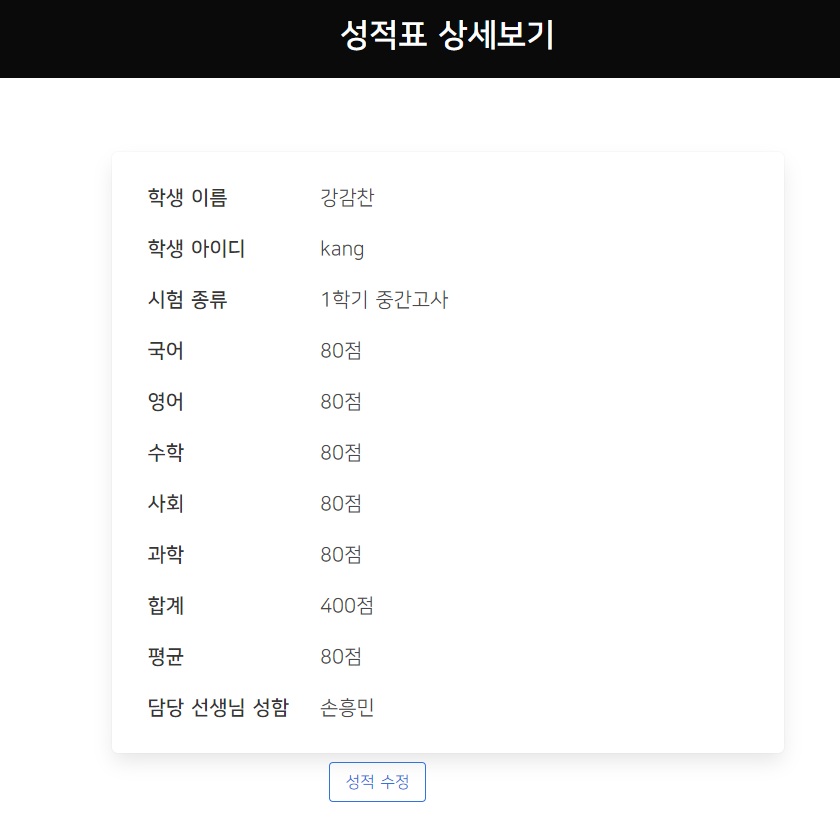 성적표 상세보기
학생 이름 강감찬
학생 아이디 kang
시험 종류 1학기 중간고사
국어 80점
영어 80점
수학 80점
사회 80점
과학 80점
합계 400점
평균 80점
담당 선생님 성함 손흥민
성적 수정